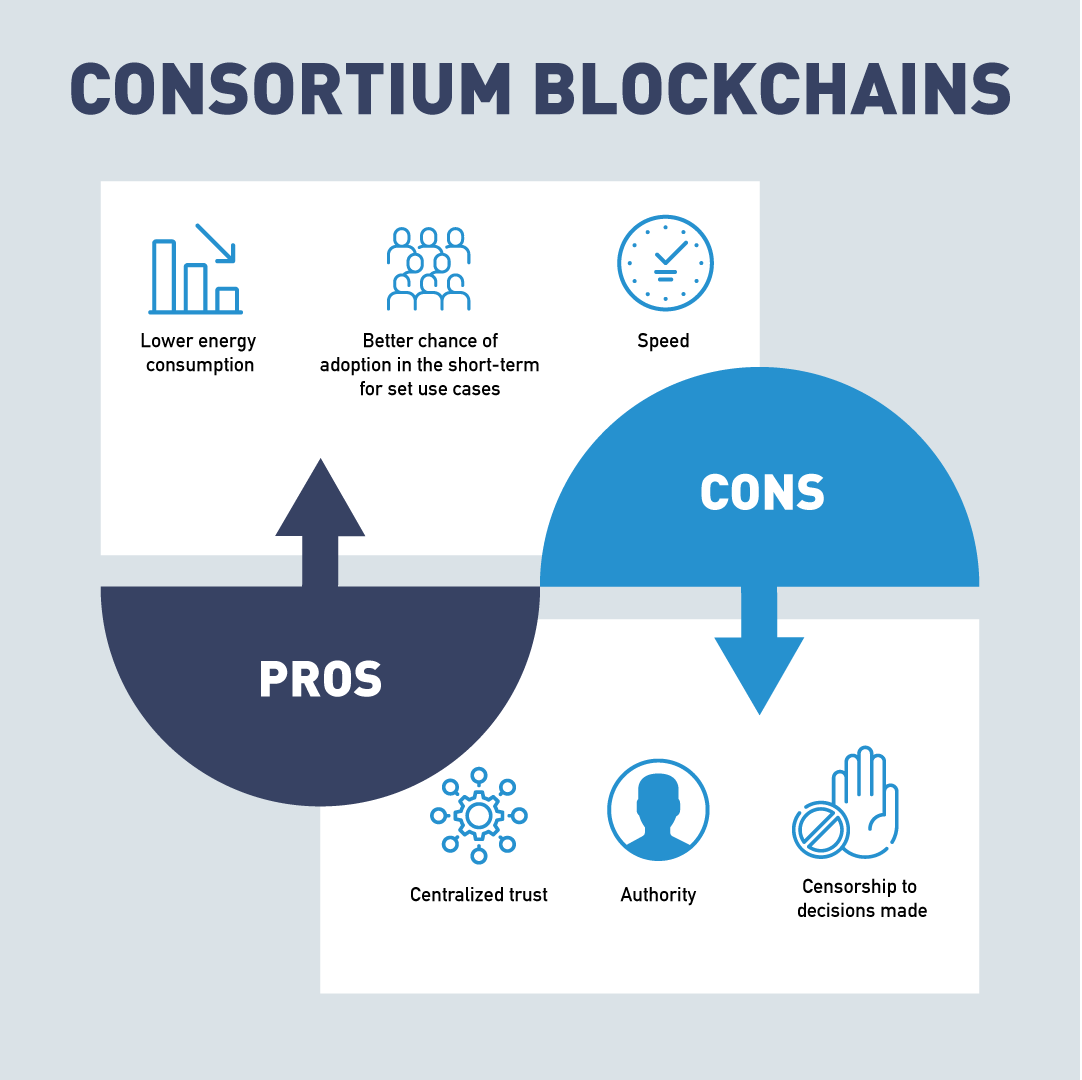 CONSORTIUM BLOCKCHAINS
Lower energy
consumption
Better chance of
adoption in the short-term
for set use cases
Speed
CONS
PROS
Centralized trust
Authority
Censorship to
decisions made